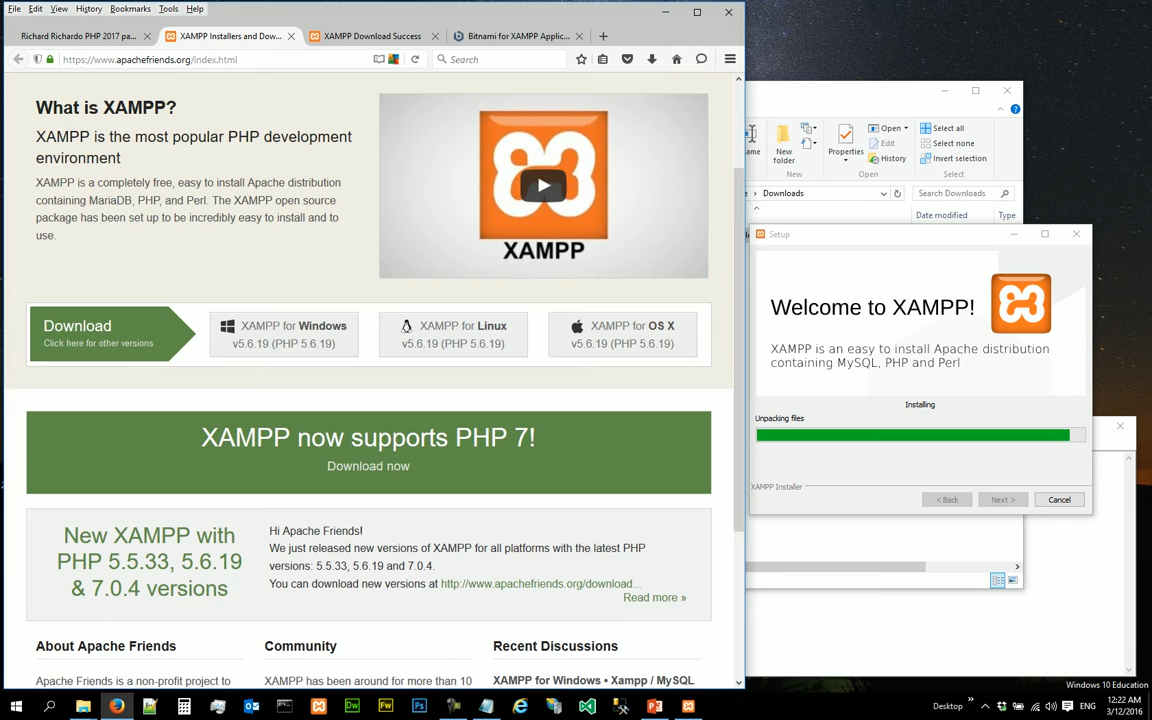 File Edit View History Bookmarks Tools Help
Richard Richardo PHP 2017 pa...
XAMPP Installers and Dow...
XAMPP Download Success
Bitnami for XAMPP Applic...
https://www.apachefriends.org/index.html
Search
What is XAMPP?
XAMPP is the most popular PHP development
environment
XAMPP is a completely free, easy to install Apache distribution
containing MariaDB, PHP, and Perl. The XAMPP open source
package has been set up to be incredibly easy to install and to
use.
XAMPP
Download
Click here for other versions
XAMPP for Windows
v5.6.19 (PHP 5.6.19)
XAMPP for Linux
v5.6.19 (PHP 5.6.19)
XAMPP for OS X
v5.6.19 (PHP 5.6.19)
XAMPP now supports PHP 7!
Download now
New XAMPP with
PHP 5.5.33, 5.6.19
& 7.0.4 versions
Hi Apache Friends!
We just released new versions of XAMPP for all platforms with the latest PHP
versions: 5.5.33, 5.6.19 and 7.0.4.
You can download new versions at http://www.apachefriends.org/download...
Read more »
About Apache Friends
Apache Friends is a non-profit project to
Community
XAMPP has been around for more than 10
Recent Discussions
XAMPP for Windows • Xampp / MySQL
ame
New
folder
New
Properties
Open
Edit
History
Open
Select all
Select none
Invert selection
Select
Downloads
Search Downloads
Date modified
Type
Setup
Welcome to XAMPP!
XAMPP is an easy to install Apache distribution
containing MySQL, PHP and Perl
Installing
Unpacking files
XAMPP Installer
< Back
Next >
Cancel
Windows 10 Education
Dw
Fw
Ps
Desktop
ENG
12:22 AM
3/12/2016